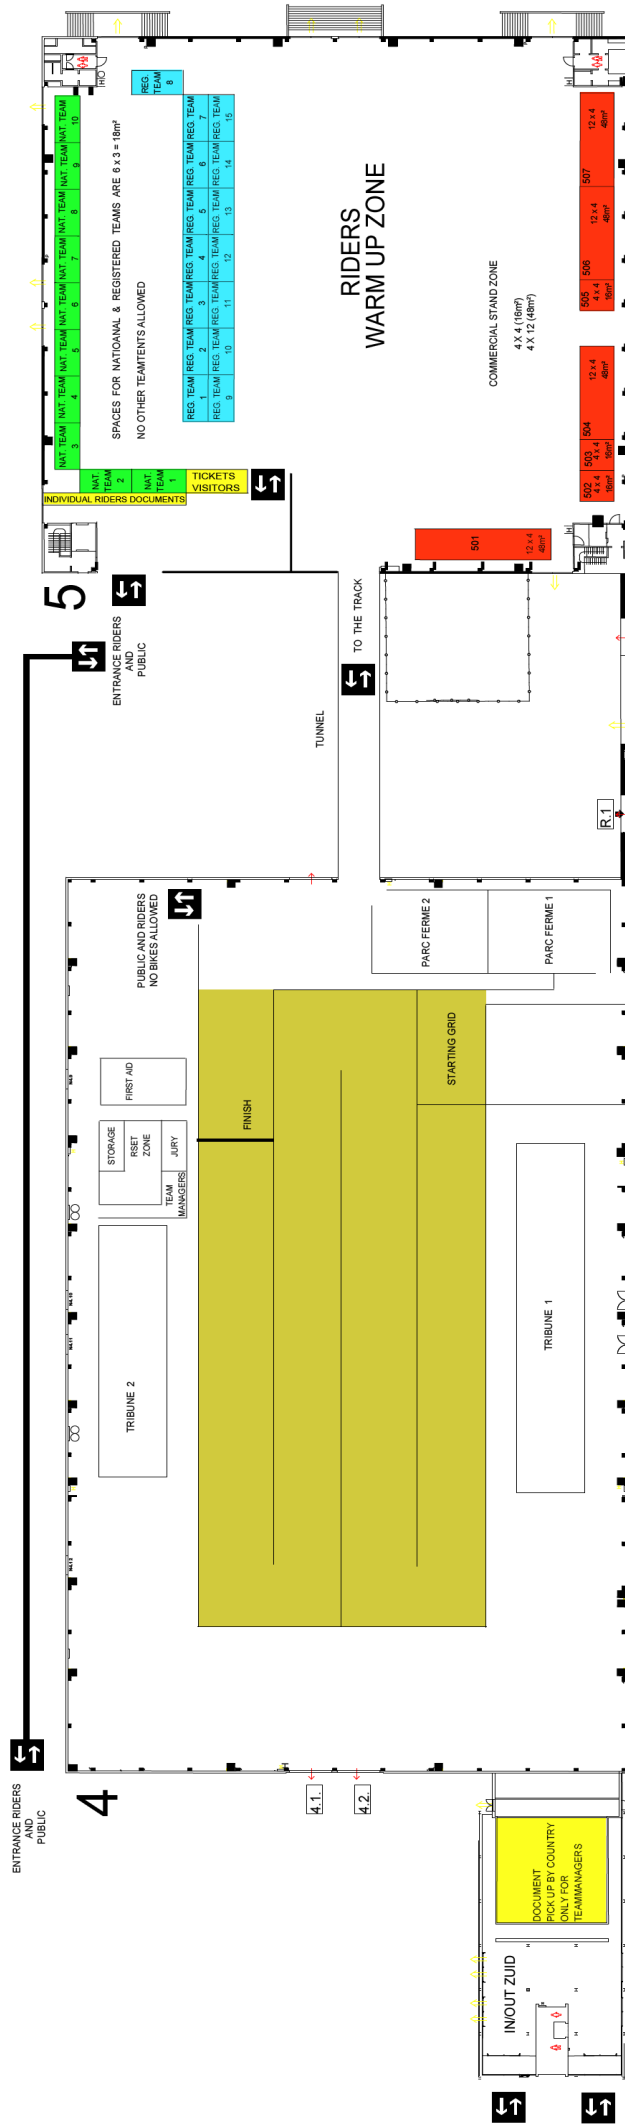 REG.
TEAM
8
NAT. TEAM
10
NAT. TEAM
9
NAT. TEAM
8
NAT. TEAM
7
NAT. TEAM
6
NAT. TEAM
5
NAT. TEAM
4
NAT. TEAM
3
NAT.
TEAM
2
NAT.
TEAM
1
TICKETS
VISITORS
INDIVIDUAL RIDERS DOCUMENTS
SPACES FOR NATIOANAL & REGISTERED TEAMS ARE 6 x 3 = 18m²
NO OTHER TEAMTENTS ALLOWED
REG. TEAM
7
REG. TEAM
6
REG. TEAM
5
REG. TEAM
4
REG. TEAM
3
REG. TEAM
2
REG. TEAM
1
REG. TEAM
15
REG. TEAM
14
REG. TEAM
13
REG. TEAM
12
REG. TEAM
11
REG. TEAM
10
REG. TEAM
9
RIDERS
WARM UP ZONE
COMMERCIAL STAND ZONE
4 X 4 (16m²)
4 X 12 (48m²)
507
12 x 4
48m²
506
12 x 4
48m²
505
4 x 4
16m²
504
12 x 4
48m²
503
4 x 4
16m²
502
4 x 4
16m²
501
12 x 4
48m²
5
ENTRANCE RIDERS
AND
PUBLIC
TUNNEL
TO THE TRACK
R.1
PUBLIC AND RIDERS
NO BIKES ALLOWED
PARC FERME 2
PARC FERME 1
FIRST AID
STORAGE
RSET
ZONE
JURY
TEAM
MANAGERS
FINISH
STARTING GRID
TRIBUNE 2
TRIBUNE 1
4
ENTRANCE RIDERS
AND
PUBLIC
4.1.
4.2.
DOCUMENT
PICK UP BY COUNTRY
ONLY FOR
TEAMMANAGERS
IN/OUT ZUID